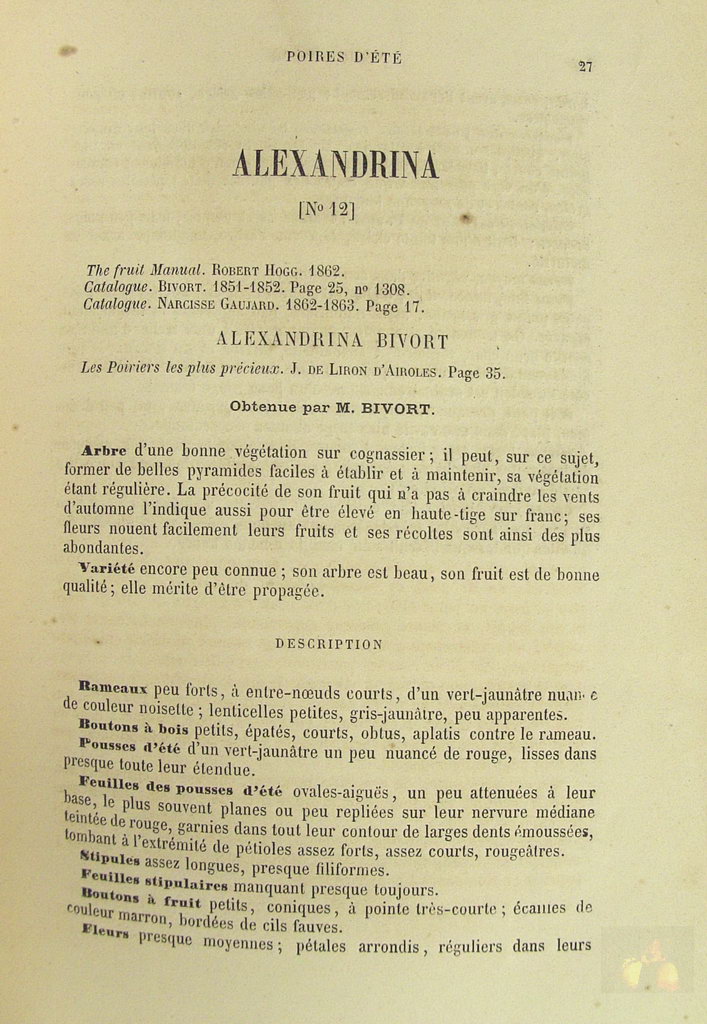 POIRES D'ÉTÉ
27
ALEXANDRINA
[No 12]
The fruit Manual. ROBERT HOGG. 1862.
Catalogue. BIVORT. 1851-1852. Page 25, no 1308.
Catalogue. NARCISSE GAUJARD. 1862-1863. Page 17.
ALEXANDRINA BIVORT
Les Poiriers les plus précieux. J. DE LIRON D'AIROLES. Page 35.
Obtenue par M. BIVORT.
Arbre d'une bonne végétation sur cognassier; il peut, sur ce sujet,
former de belles pyramides faciles à établir et à maintenir, sa végétation
étant régulière. La précocité de son fruit qui n'a pas à craindre les vents
d'automne l'indique aussi pour être élevé en haute-tige sur franc; ses
fleurs nouent facilement leurs fruits et ses récoltes sont ainsi des plus
abondantes.
Variété encore peu connue; son arbre est beau, son fruit est de bonne
qualité; elle mérite d'être propagée.
DESCRIPTION
Rameaux peu forts, à entre-nœuds courts, d'un vert-jaunâtre
de couleur noisette; lenticelles petites, gris-jaunâtre, peu apparentes.
Boutons à bois petits, épatés, courts, obtus, aplatis contre le rameau.
Pousses d'été d'un vert-jaunâtre un peu nuancé de rouge, lisses dans
presque toute leur étendue.
Feuilles des pousses d'été ovales-aiguës, un peu attenuées à leur
base, le plus souvent planes ou peu repliées sur leur nervure médiane
teintée de rouge, garnies dans tout leur contour de larges dents émoussées,
tombant à l'extrémité de pétioles assez forts, assez courts, rougeâtres.
Stipules assez longues, presque filiformes.
Feuilles stipulaires manquant presque toujours.
Boutons à fruit petits, coniques, à pointe très-courte; écailles de
couleur marron, bordées de cils fauves.
Fleurs presque moyennes; pétales arrondis, réguliers dans leurs